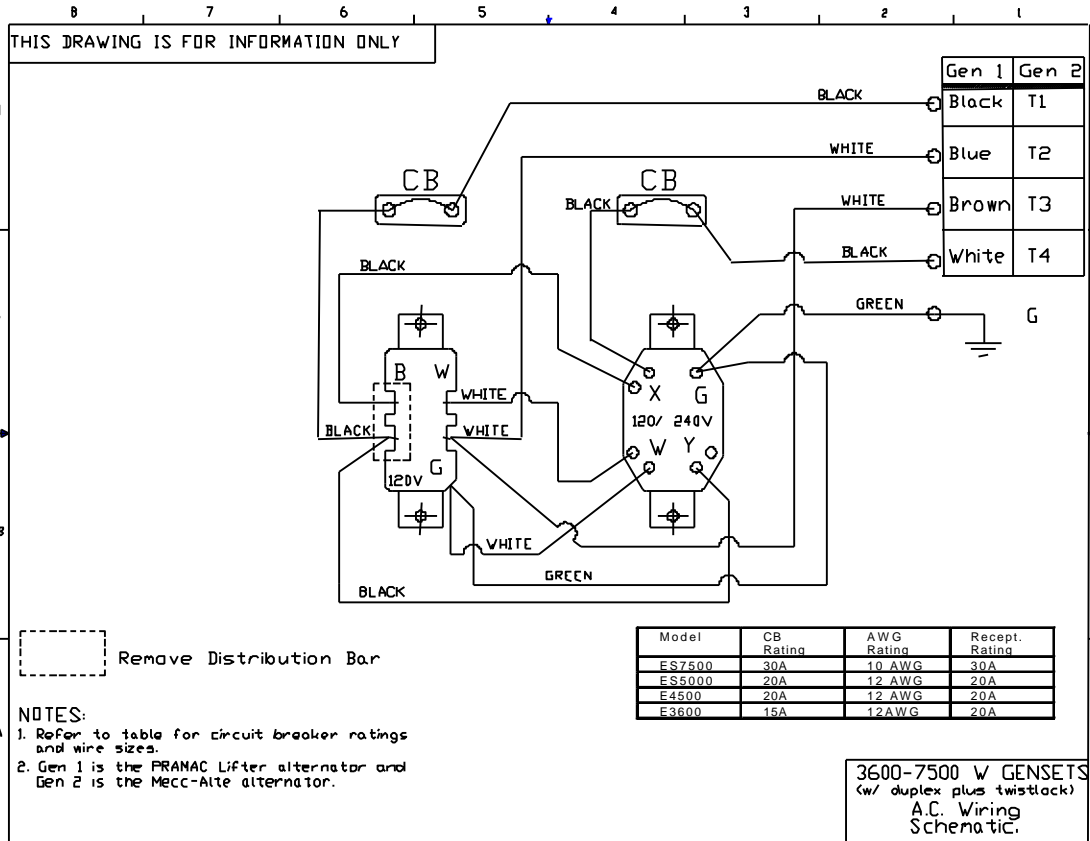 8 7 6 5 4 3 2 1
THIS DRAWING IS FOR INFORMATION ONLY
Gen 1 Gen 2
Black T1
Blue T2
Brown T3
White T4
G
BLACK
WHITE
CB CB
BLACK
WHITE
BLACK
BLACK
GREEN
B W
WHITE
X G
120/ 240V
BLACK
WHITE
W Y
G
120V
WHITE
GREEN
BLACK
Remove Distribution Bar
Model CB Rating AWG Rating Recept. Rating
ES7500 30A 10 AWG 30A
ES5000 20A 12 AWG 20A
E4500 20A 12 AWG 20A
E3600 15A 12AWG 20A
NOTES:
1. Refer to table for circuit breaker ratings
and wire sizes.
2. Gen 1 is the PRAMAC Lifter alternator and
Gen 2 is the Mecc-Alte alternator.
3600-7500 W GENSETS
(w/ duplex plus twistlock)
A.C. Wiring
Schematic.